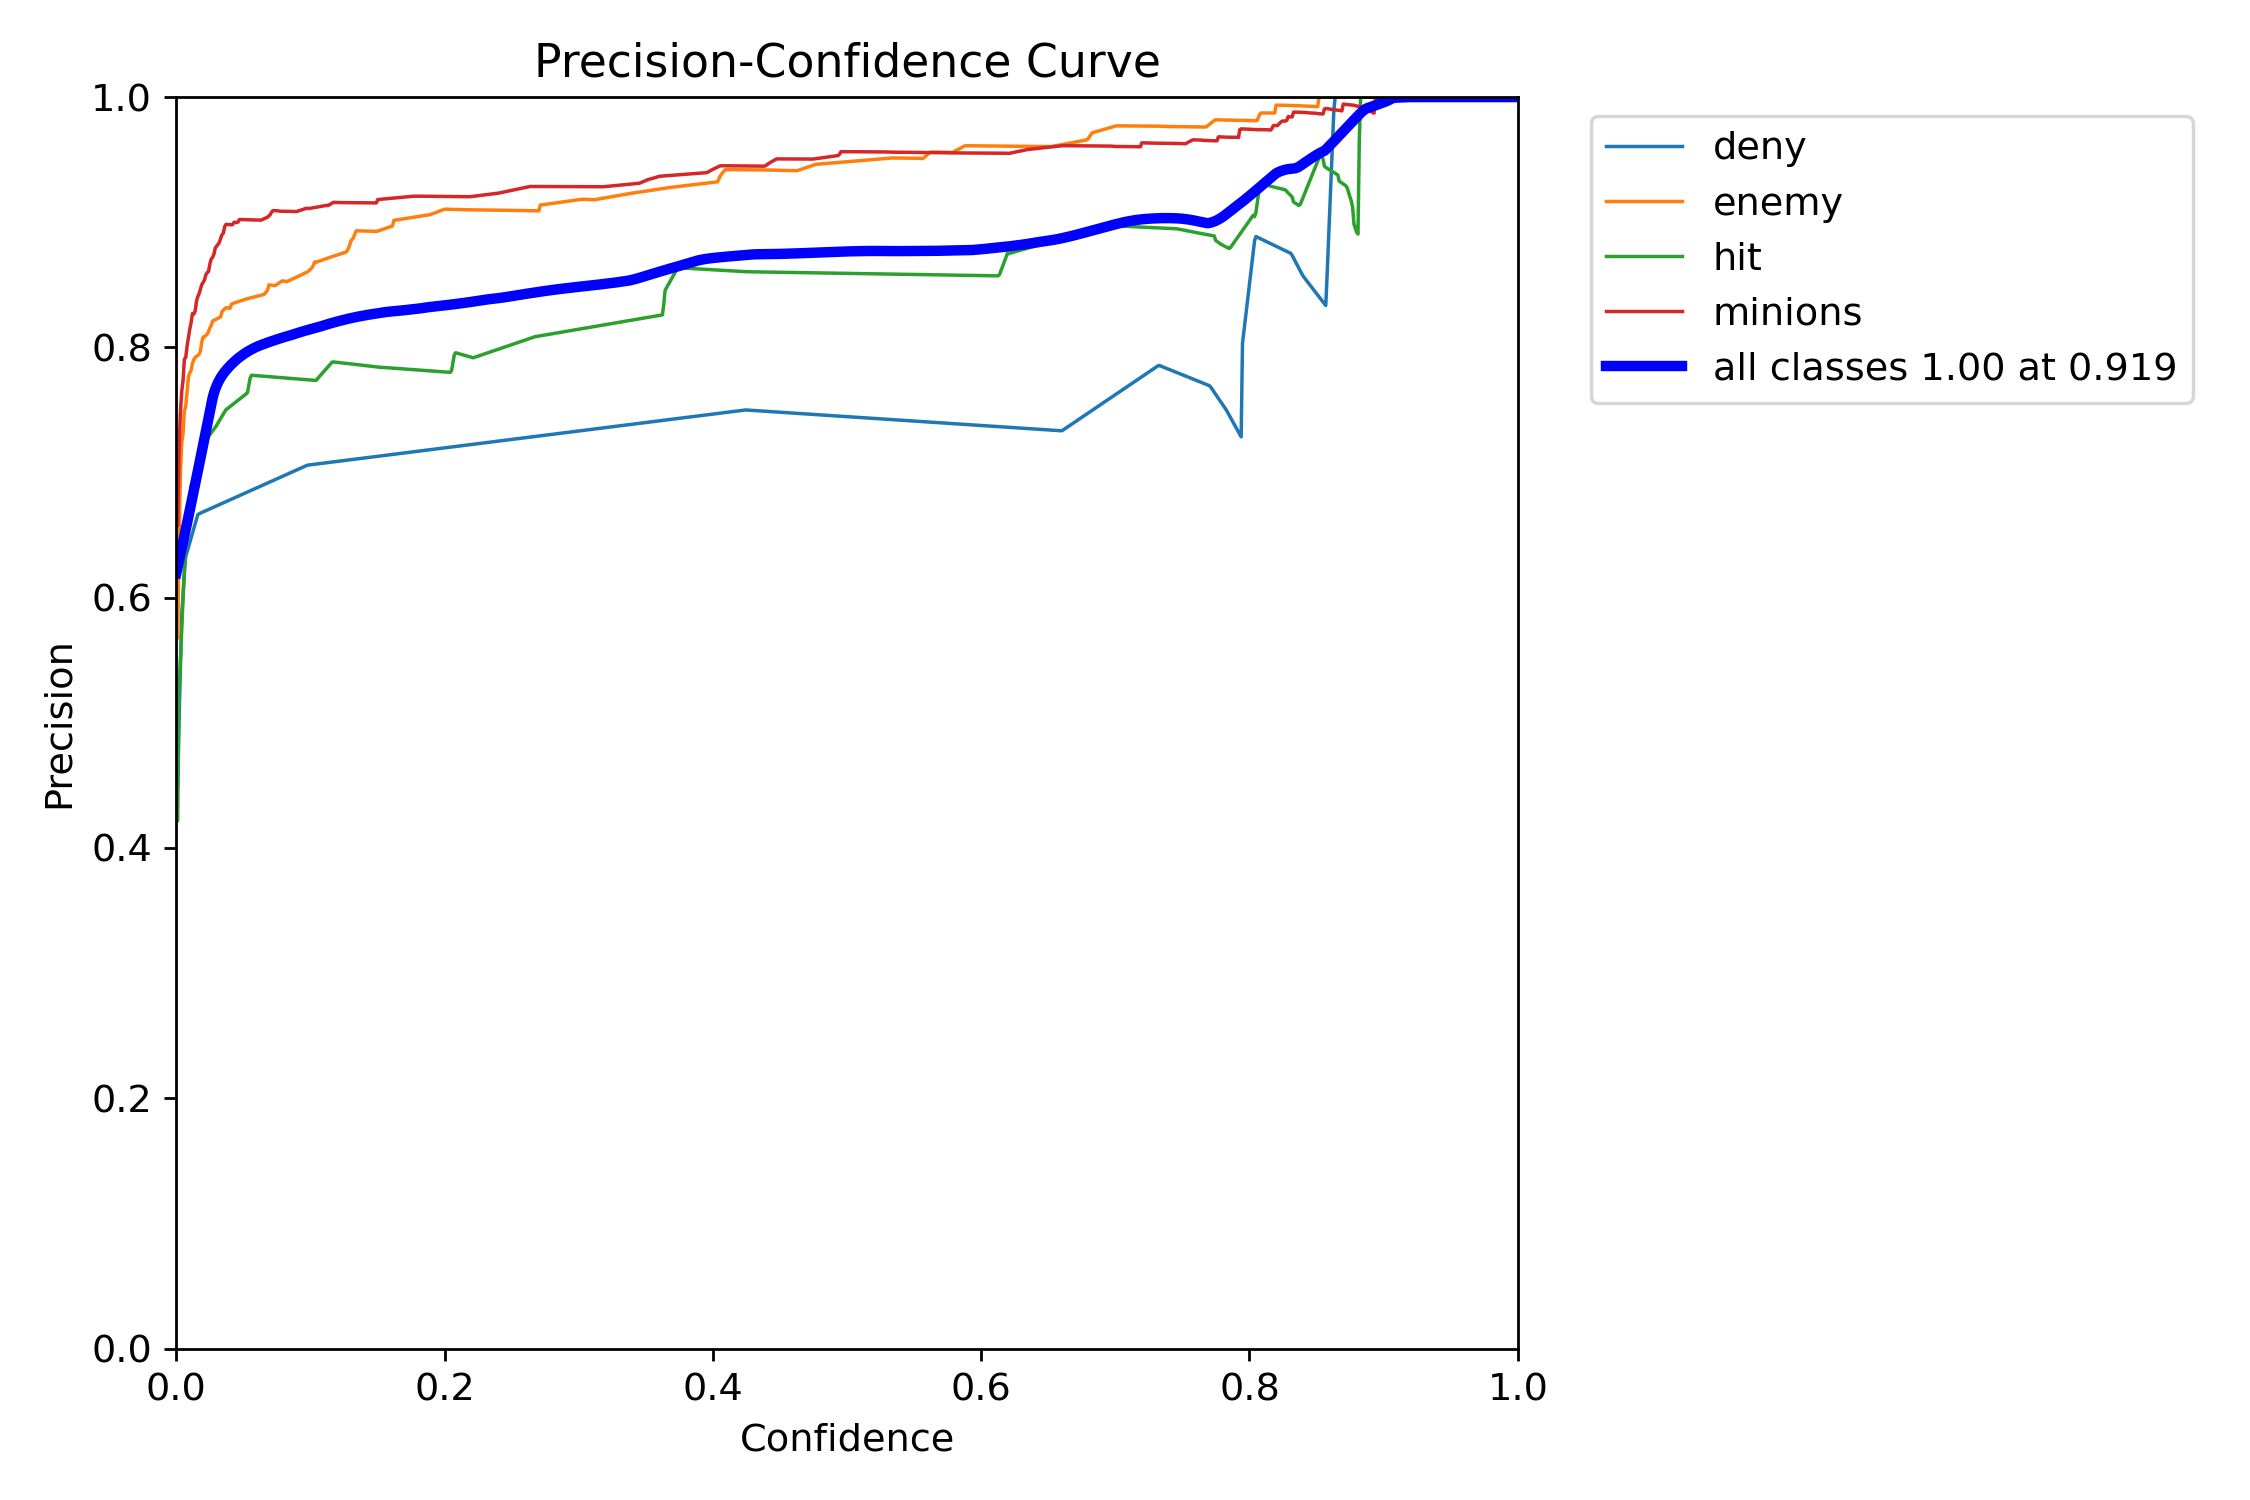 Precision-Confidence Curve
1.0
0.8
0.6
0.4
0.2
0.0
Precision
0.0 0.2 0.4 0.6 0.8 1.0
Confidence
deny
enemy
hit
minions
all classes 1.00 at 0.919